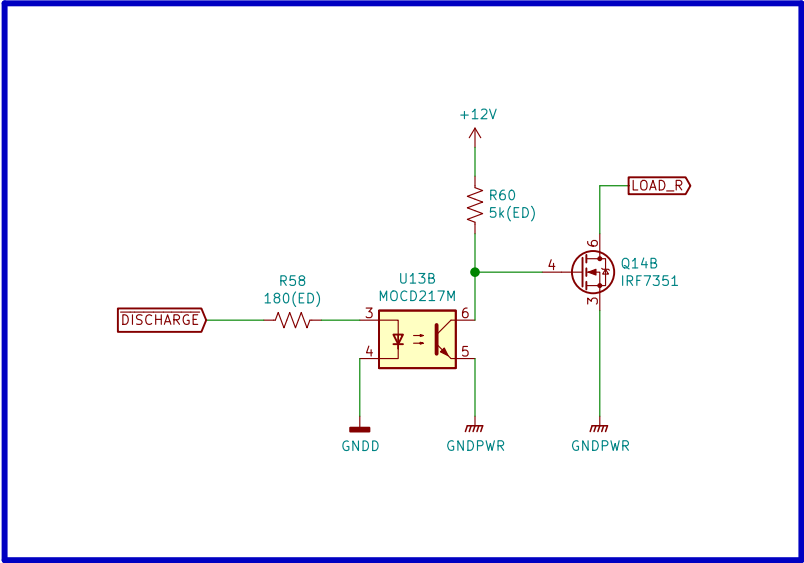 +12V
R60
5k(ED)
LOAD_R
6
4
Q14B
IRF7351
3
R58
180(ED)
U13B
MOCD217M
DISCHARGE
3
6
4
5
GNDD
GNDPWR
GNDPWR